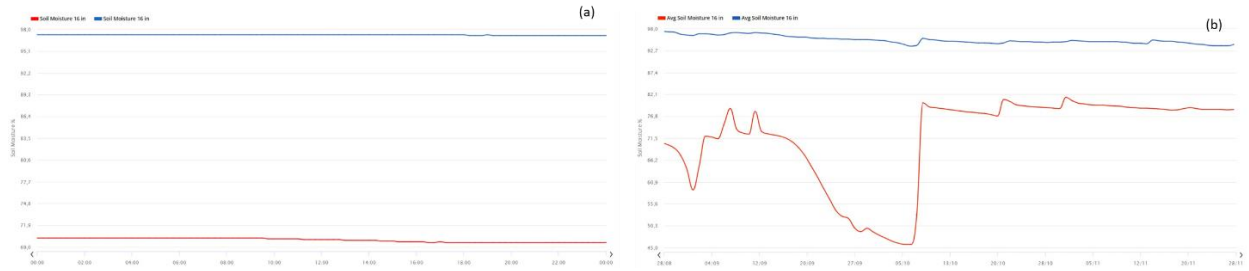 (a)
Soil Moisture 16 in Soil Moisture 16 in
98,0
95,1
92,2
89,3
86,4
83,5
80,6
77,7
74,8
71,9
69,0
Soil Moisture %
00:00 02:00 04:00 06:00 08:00 10:00 12:00 14:00 16:00 18:00 20:00 22:00 00:00
(b)
Avg Soil Moisture 16 in Avg Soil Moisture 16 in
98,0
92,7
87,4
82,1
76,8
71,5
66,2
60,9
55,6
50,3
45,0
Soil Moisture %
28/08 04/09 12/09 20/09 27/09 05/10 12/10 20/10 28/10 05/11 12/11 20/11 28/11